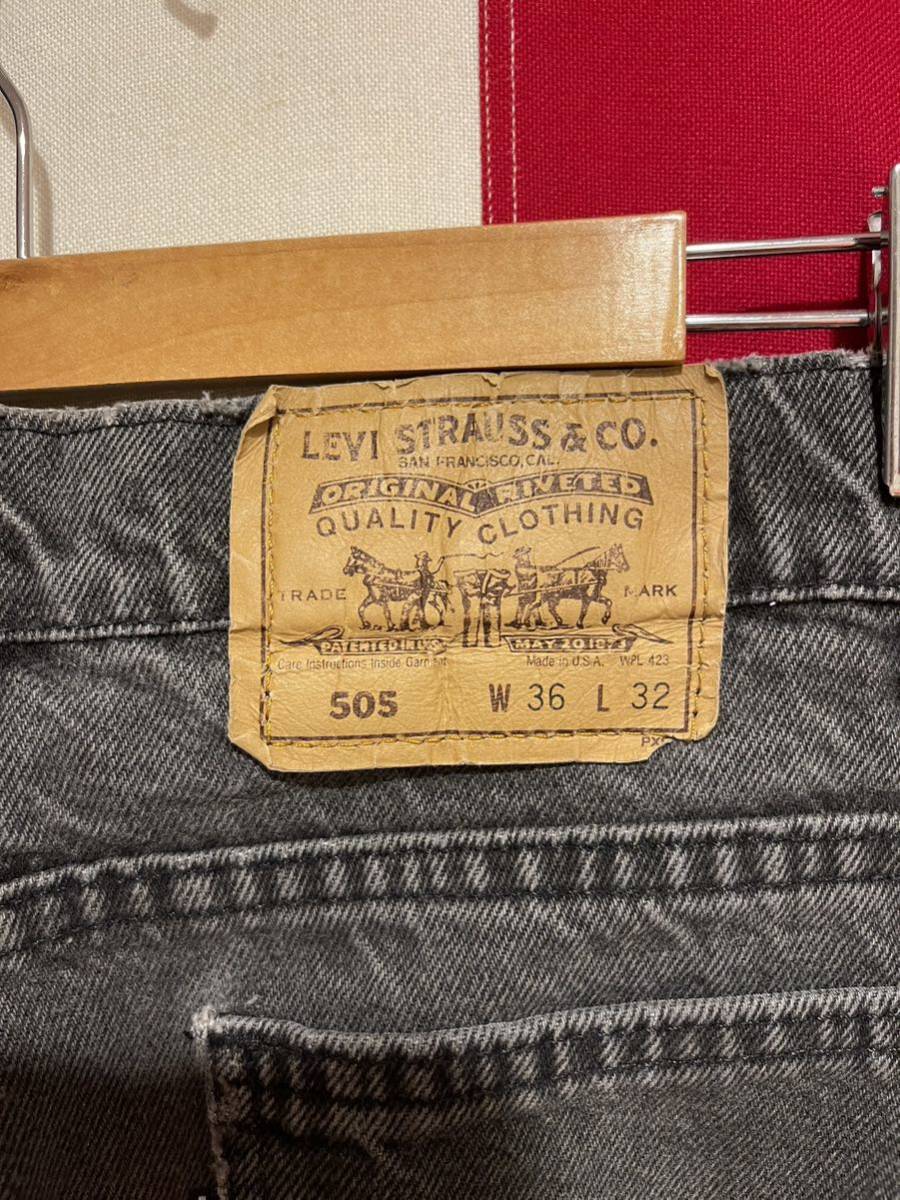 LEVI STRAUSS & CO.
SAN FRANCISCO, CAL.
ORIGINAL RIVETED
QUALITY CLOTHING
TRADE MARK
PATENTED IN U.S. MAY 20 1873
Care Instructions Inside Garment Made in U.S.A. WPL 423
505 W 36 L 32